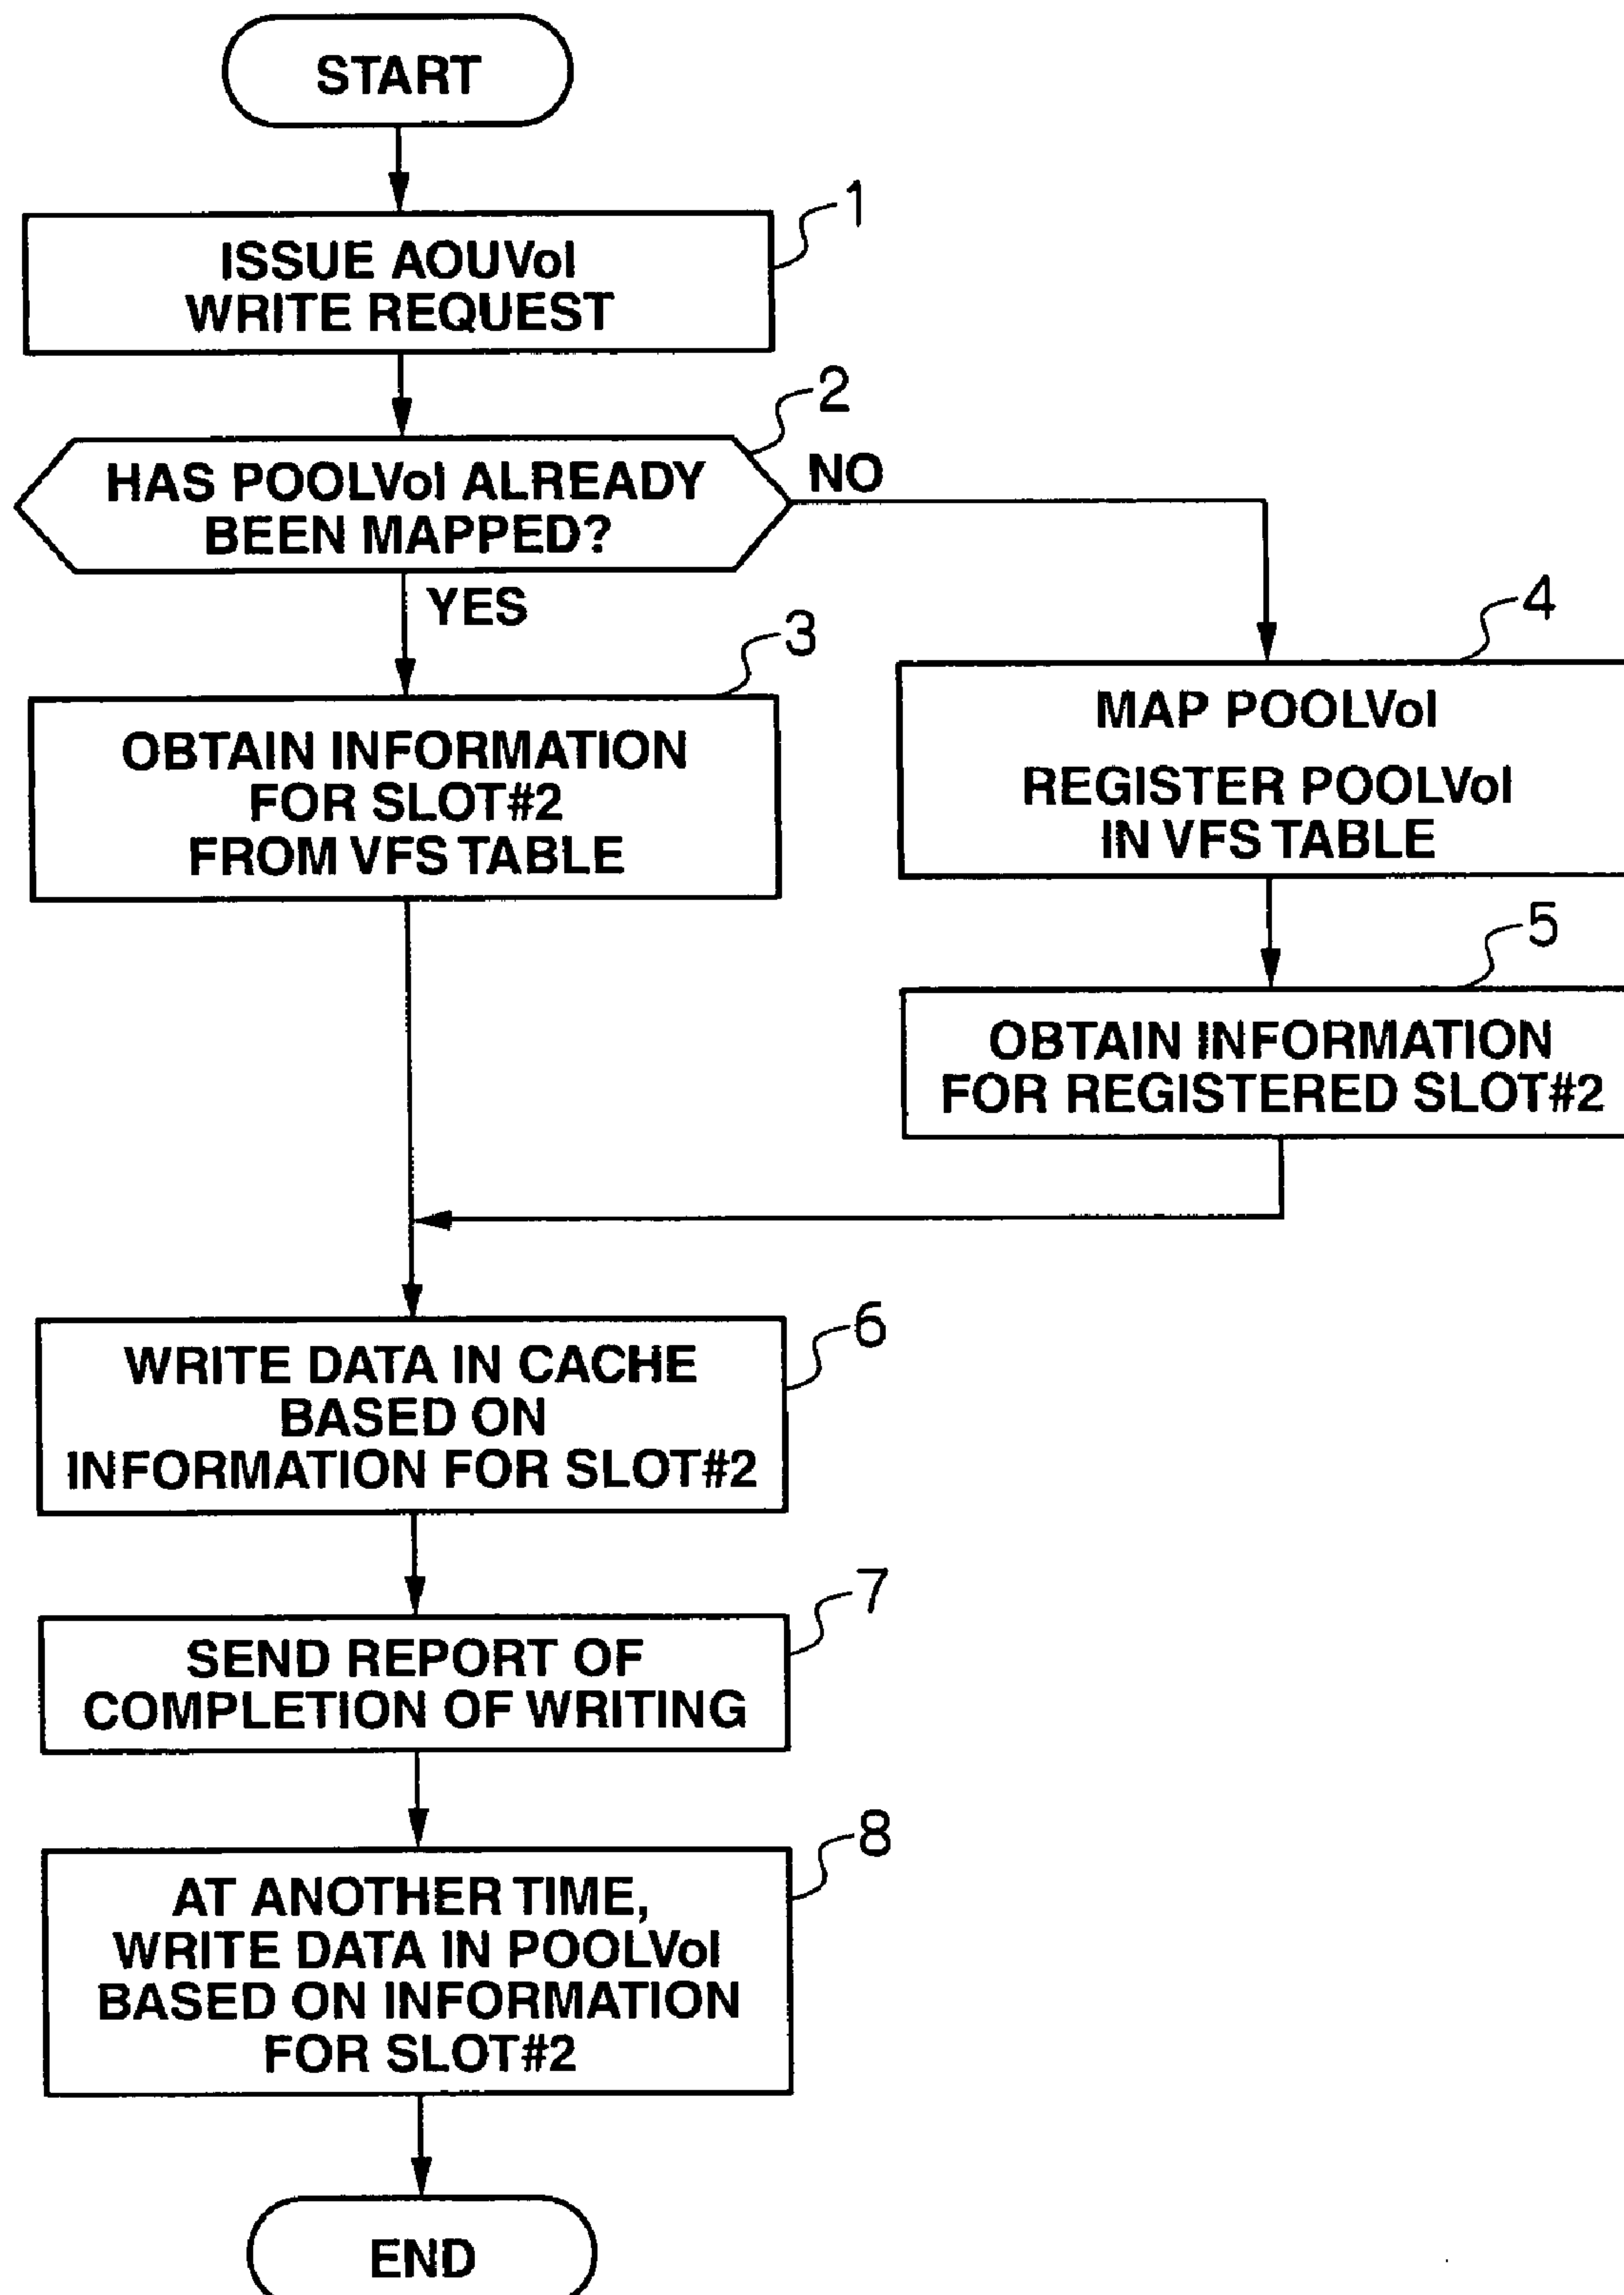 START
1
ISSUE AOUVol
WRITE REQUEST
2
HAS POOLVol ALREADY
BEEN MAPPED?
NO
YES
3
OBTAIN INFORMATION
FOR SLOT#2
FROM VFS TABLE
4
MAP POOLVol
REGISTER POOLVol
IN VFS TABLE
5
OBTAIN INFORMATION
FOR REGISTERED SLOT#2
6
WRITE DATA IN CACHE
BASED ON
INFORMATION FOR SLOT#2
7
SEND REPORT OF
COMPLETION OF WRITING
8
AT ANOTHER TIME,
WRITE DATA IN POOLVol
BASED ON INFORMATION
FOR SLOT#2
END